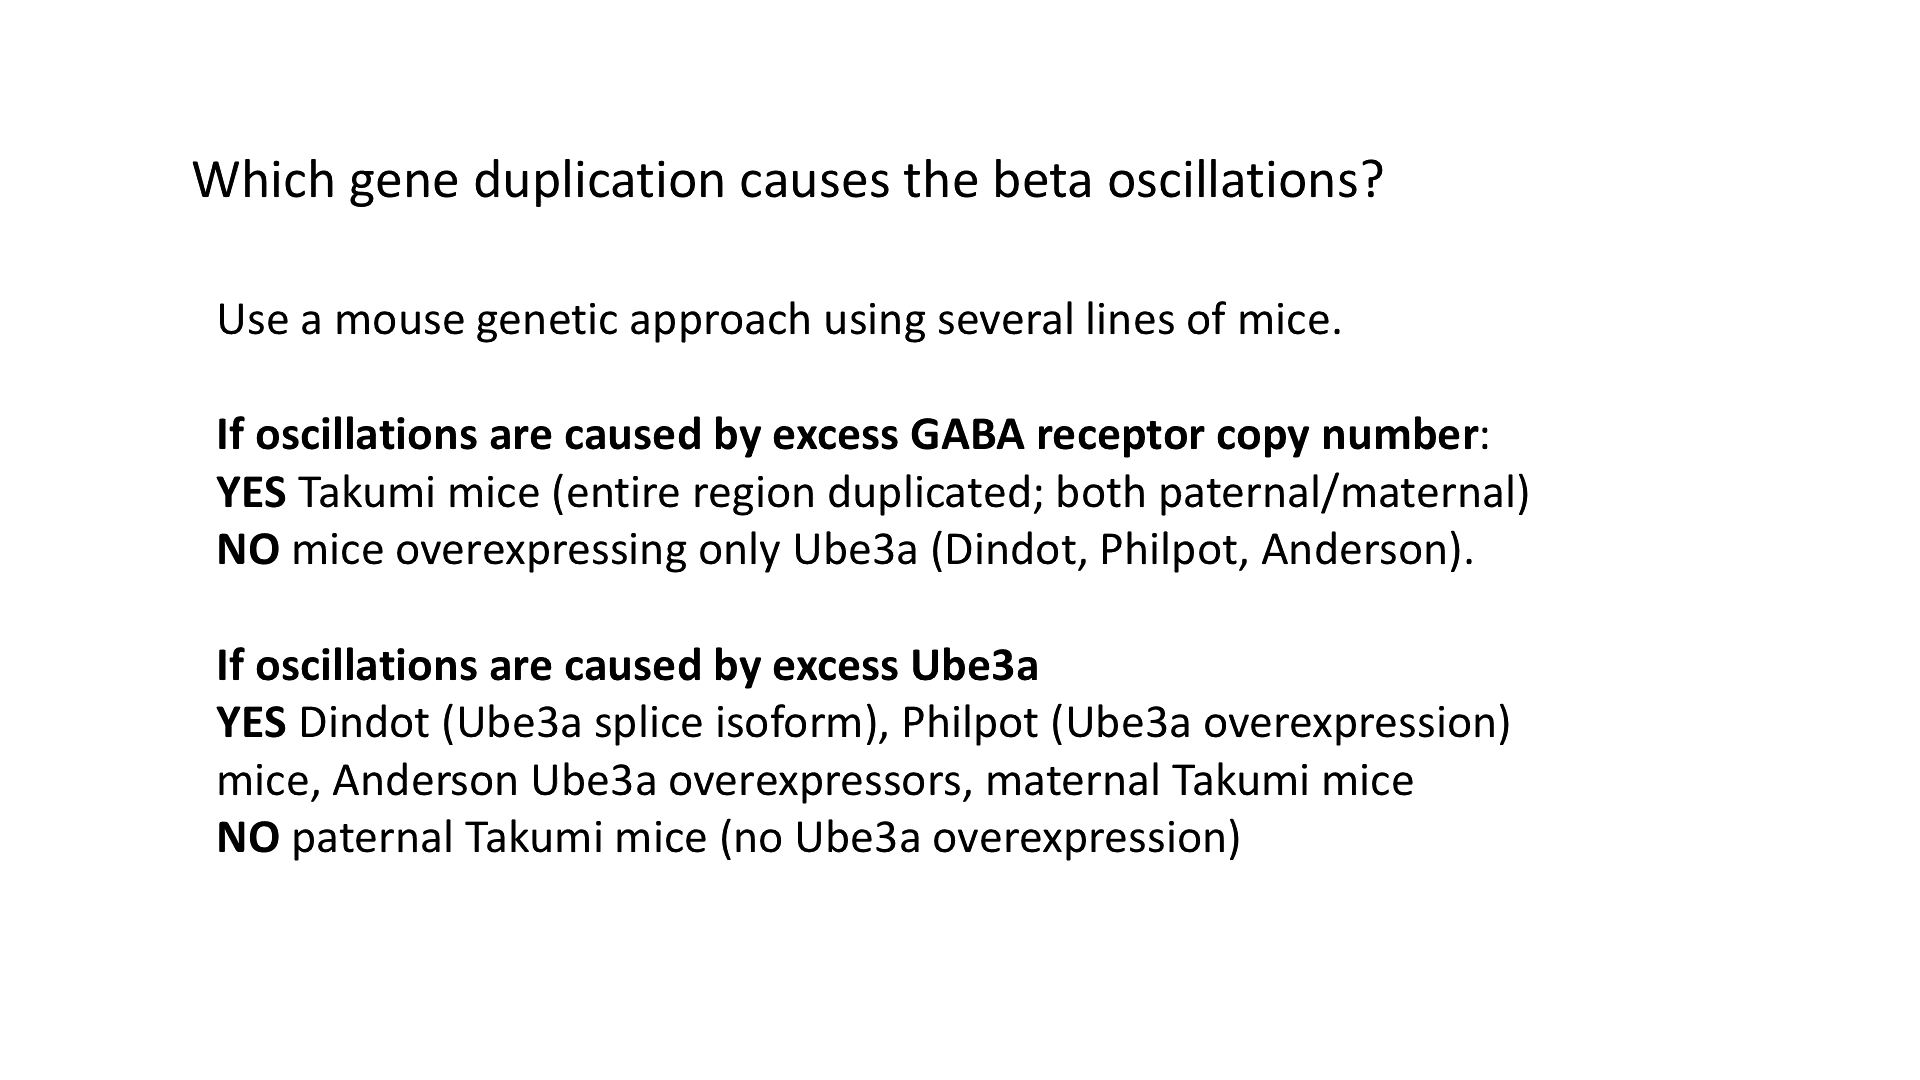 Which gene duplication causes the beta oscillations?
Use a mouse genetic approach using several lines of mice.
If oscillations are caused by excess GABA receptor copy number:
YES Takumi mice (entire region duplicated; both paternal/maternal)
NO mice overexpressing only Ube3a (Dindot, Philpot, Anderson).
If oscillations are caused by excess Ube3a
YES Dindot (Ube3a splice isoform), Philpot (Ube3a overexpression)
mice, Anderson Ube3a overexpressors, maternal Takumi mice
NO paternal Takumi mice (no Ube3a overexpression)